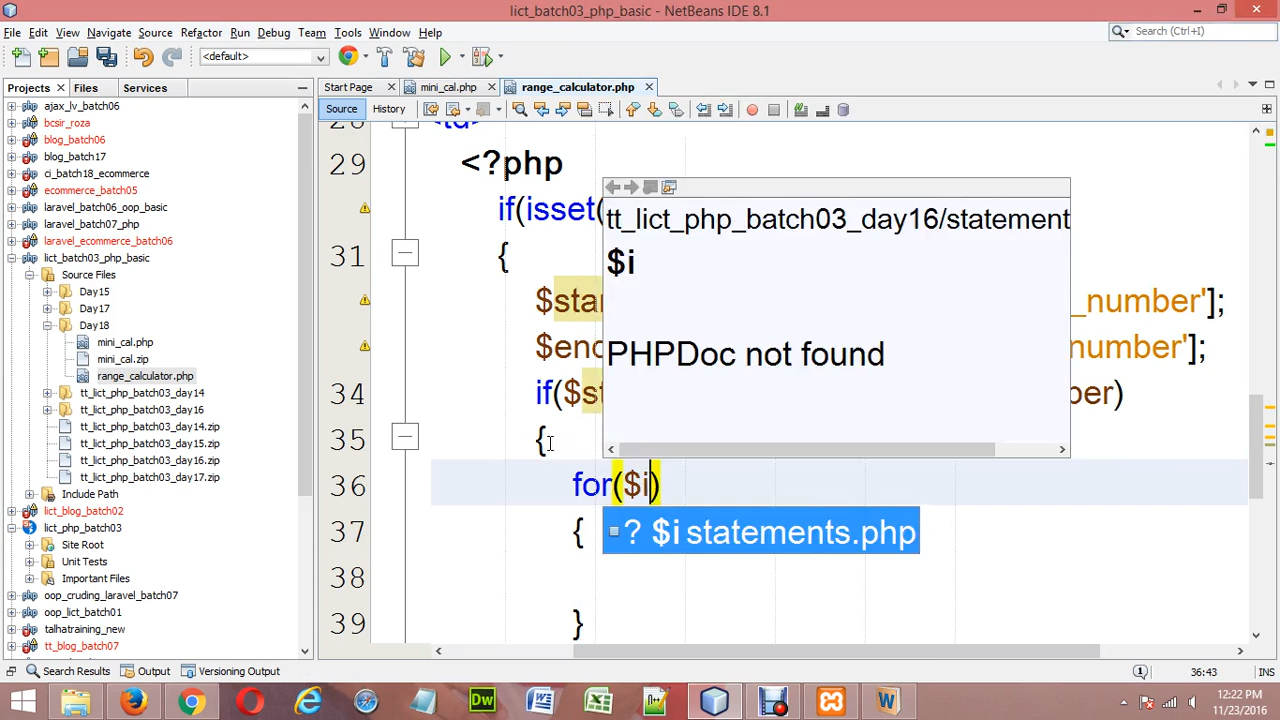 lict_batch03_php_basic - NetBeans IDE 8.1
File Edit View Navigate Source Refactor Run Debug Team Tools Window Help
Search (Ctrl+I)
<default>
Projects Files Services
Start Page mini_cal.php range_calculator.php
Source History
ajax_lv_batch06
bcsir_roza
blog_batch06
blog_batch17
ci_batch18_ecommerce
ecommerce_batch05
laravel_batch06_oop_basic
laravel_batch07_php
laravel_ecommerce_batch06
lict_batch03_php_basic
Source Files
Day15
Day17
Day18
mini_cal.php
mini_cal.zip
range_calculator.php
tt_lict_php_batch03_day14
tt_lict_php_batch03_day16
tt_lict_php_batch03_day14.zip
tt_lict_php_batch03_day15.zip
tt_lict_php_batch03_day16.zip
tt_lict_php_batch03_day17.zip
Include Path
lict_blog_batch02
lict_php_batch03
Site Root
Unit Tests
Important Files
oop_cruding_laravel_batch07
oop_lict_batch01
talhatraining_new
tt_blog_batch07
29 <?php
if(isset(
31 {
_number'];
$end number'];
34 if($st ber)
35 {
36 for($i)
37 {
38
39 }
tt_lict_php_batch03_day16/statement
$i
PHPDoc not found
? $i statements.php
Search Results Output Versioning Output
1 36:43 INS
12:22 PM
11/23/2016